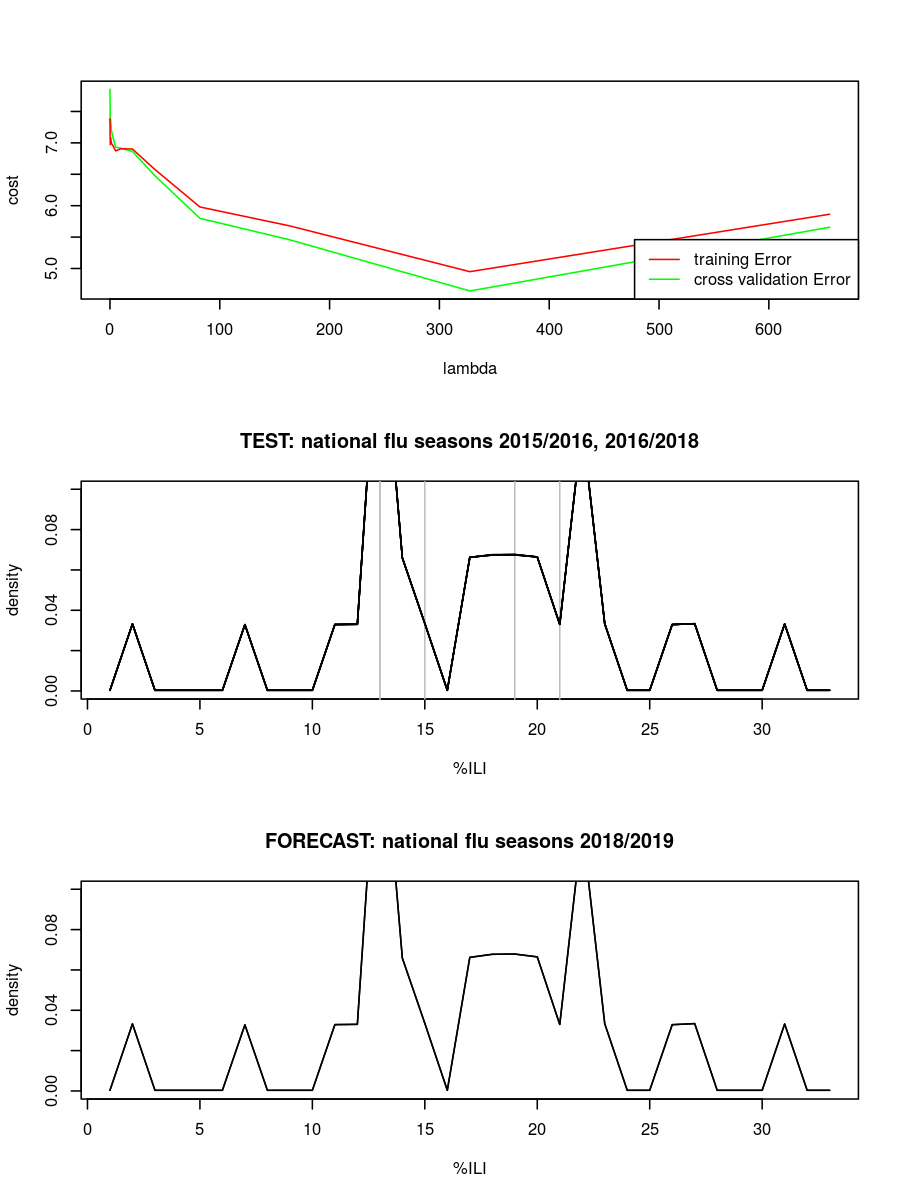 7.0
6.0
5.0
cost
training Error
cross validation Error
0 100 200 300 400 500 600
lambda
TEST: national flu seasons 2015/2016, 2016/2018
0.08
0.04
0.00
density
0 5 10 15 20 25 30
%ILI
FORECAST: national flu seasons 2018/2019
0.08
0.04
0.00
density
0 5 10 15 20 25 30
%ILI